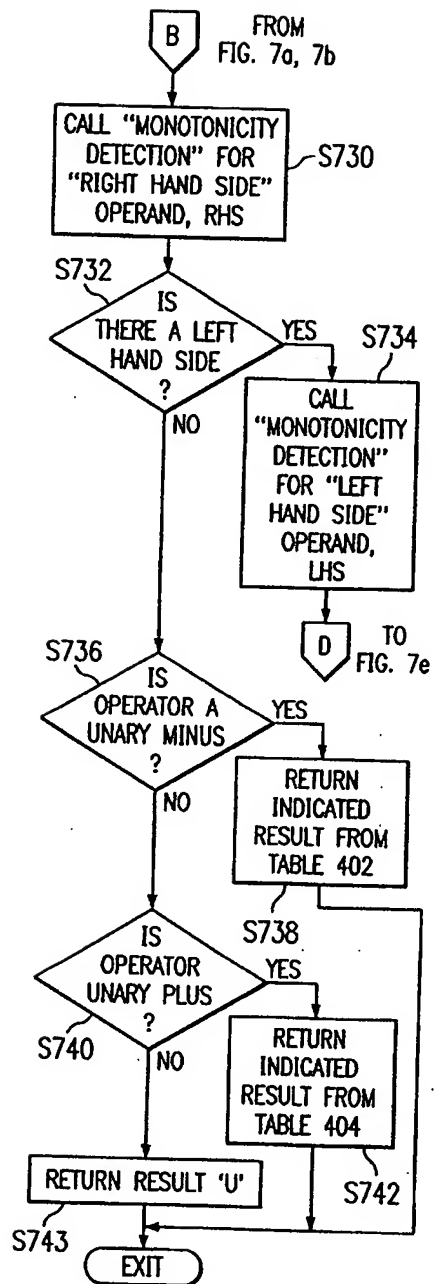 B
FROM
FIG. 7a, 7b
CALL "MONOTONICITY
DETECTION" FOR
"RIGHT HAND SIDE"
OPERAND, RHS
S730
S732
IS
THERE A LEFT
HAND SIDE
?
YES
NO
S734
CALL
"MONOTONICITY
DETECTION"
FOR "LEFT
HAND SIDE"
OPERAND,
LHS
D
TO
FIG. 7e
S736
IS
OPERATOR A
UNARY MINUS
?
YES
NO
RETURN
INDICATED
RESULT FROM
TABLE 402
S738
IS
OPERATOR
UNARY PLUS
?
YES
S740
NO
RETURN
INDICATED
RESULT FROM
TABLE 404
S742
RETURN RESULT 'U'
S743
EXIT